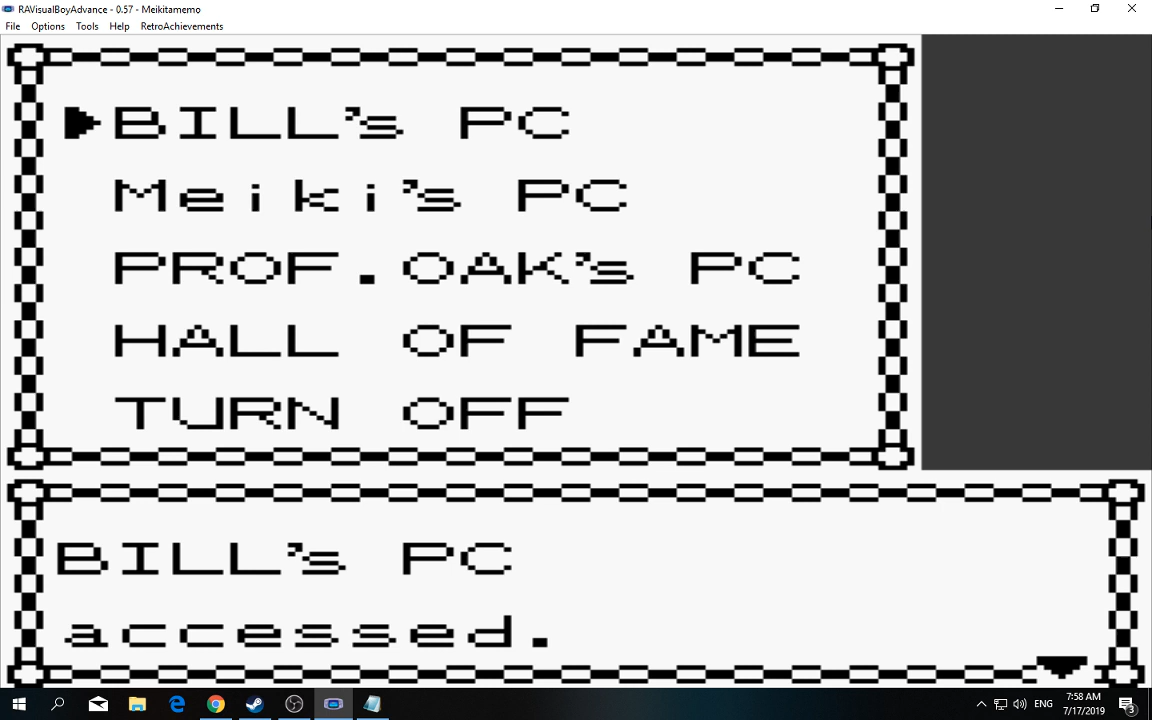 RAVisualBoyAdvance - 0.57 - Meikitamemo
File Options Tools Help RetroAchievements
BILL's PC
Meiki's PC
PROF.OAK's PC
HALL OF FAME
TURN OFF
BILL's PC
accessed.
ENG
7:58 AM
7/17/2019
3